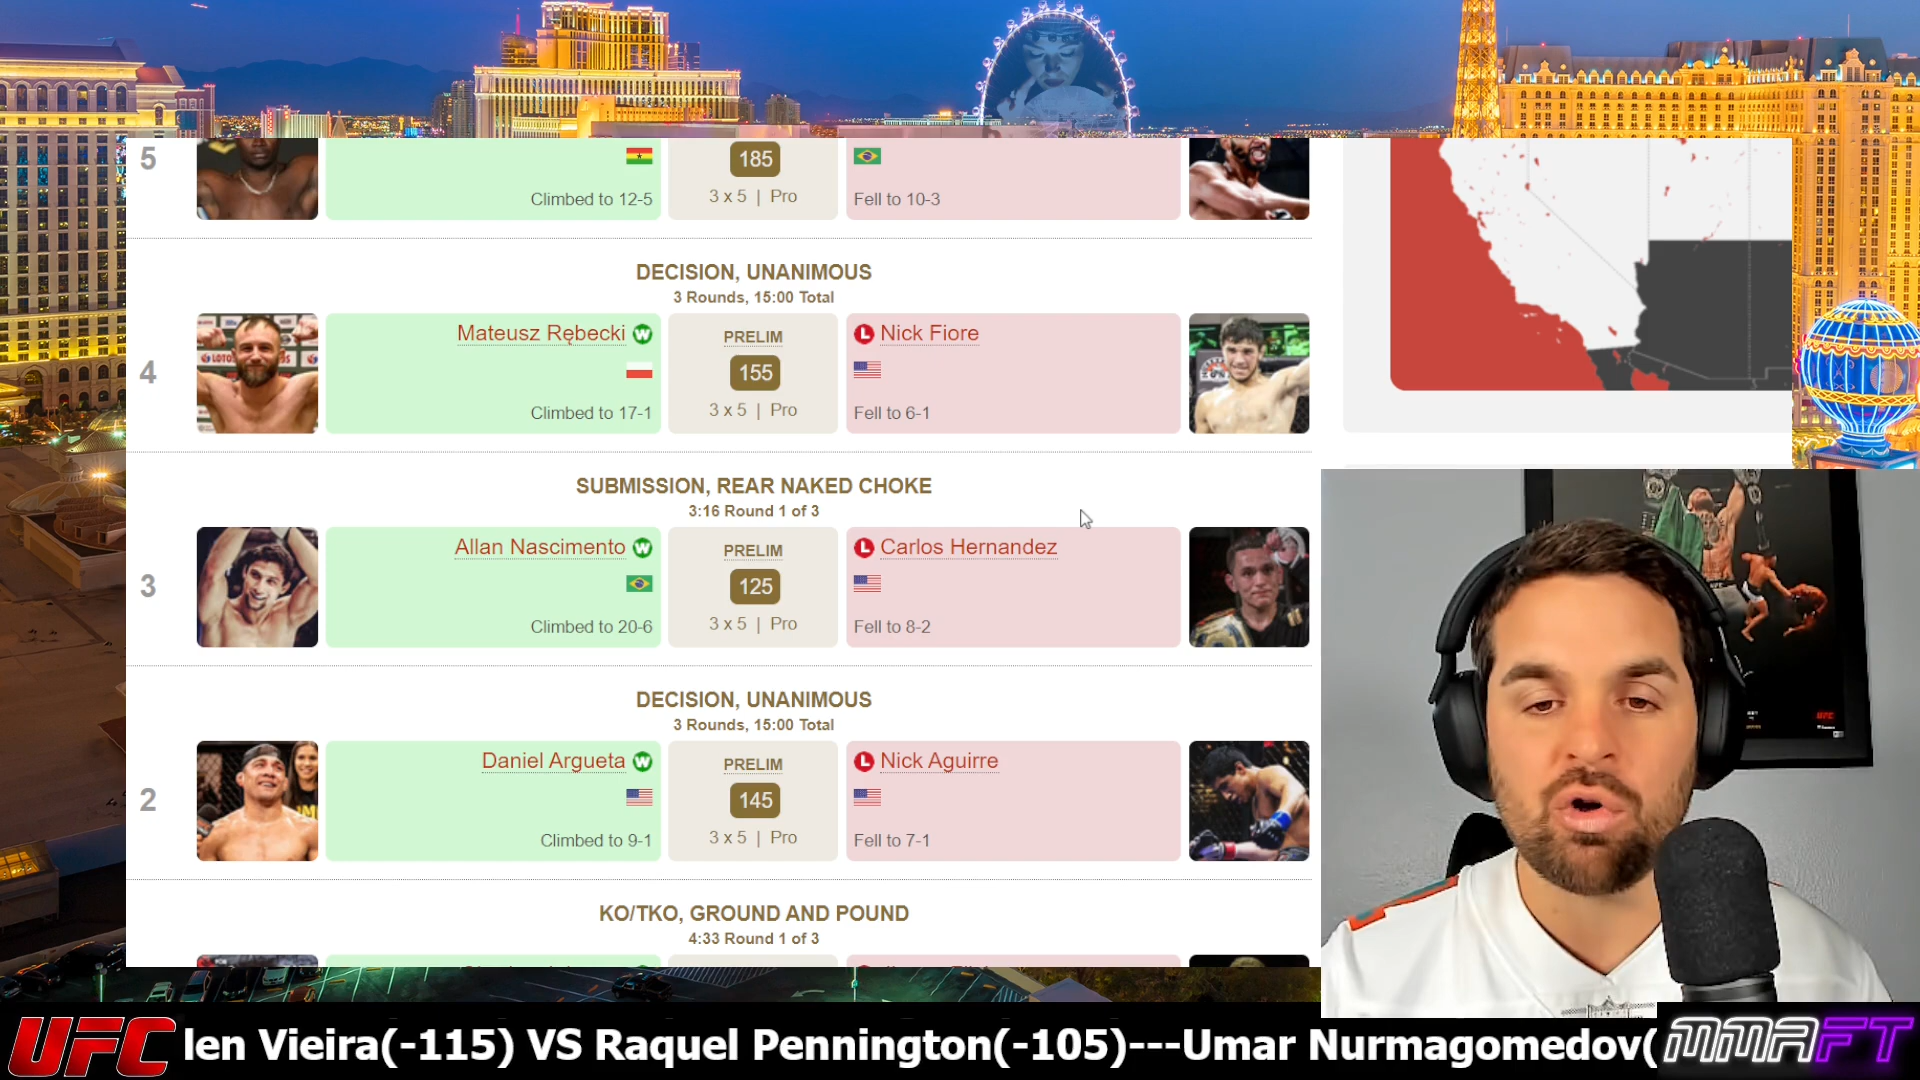 5
185
Climbed to 12-5
3 x 5 | Pro
Fell to 10-3
DECISION, UNANIMOUS
3 Rounds, 15:00 Total
4
Mateusz Rębecki W
PRELIM
L Nick Fiore
155
Climbed to 17-1
3 x 5 | Pro
Fell to 6-1
SUBMISSION, REAR NAKED CHOKE
3:16 Round 1 of 3
3
Allan Nascimento W
PRELIM
L Carlos Hernandez
125
Climbed to 20-6
3 x 5 | Pro
Fell to 8-2
DECISION, UNANIMOUS
3 Rounds, 15:00 Total
2
Daniel Argueta W
PRELIM
L Nick Aguirre
145
Climbed to 9-1
3 x 5 | Pro
Fell to 7-1
KO/TKO, GROUND AND POUND
4:33 Round 1 of 3
UFC
UFC len Vieira(-115) VS Raquel Pennington(-105)---Umar Nurmagomedov( MMAFT